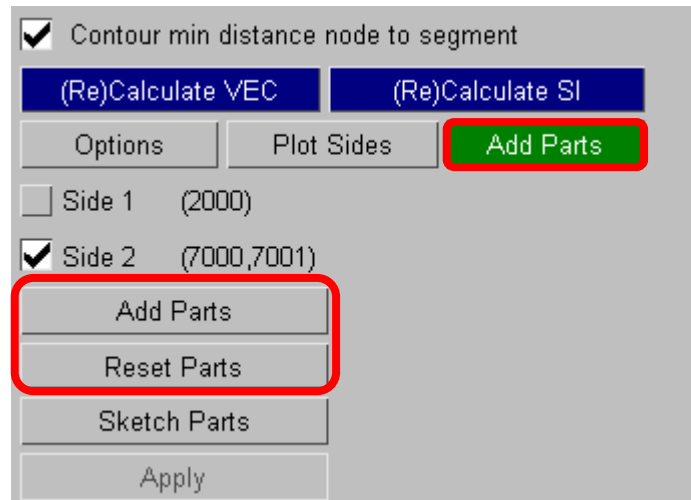 Contour min distance node to segment
(Re)Calculate VEC (Re)Calculate SI
Options Plot Sides Add Parts
Side 1 (2000)
Side 2 (7000,7001)
Add Parts
Reset Parts
Sketch Parts
Apply